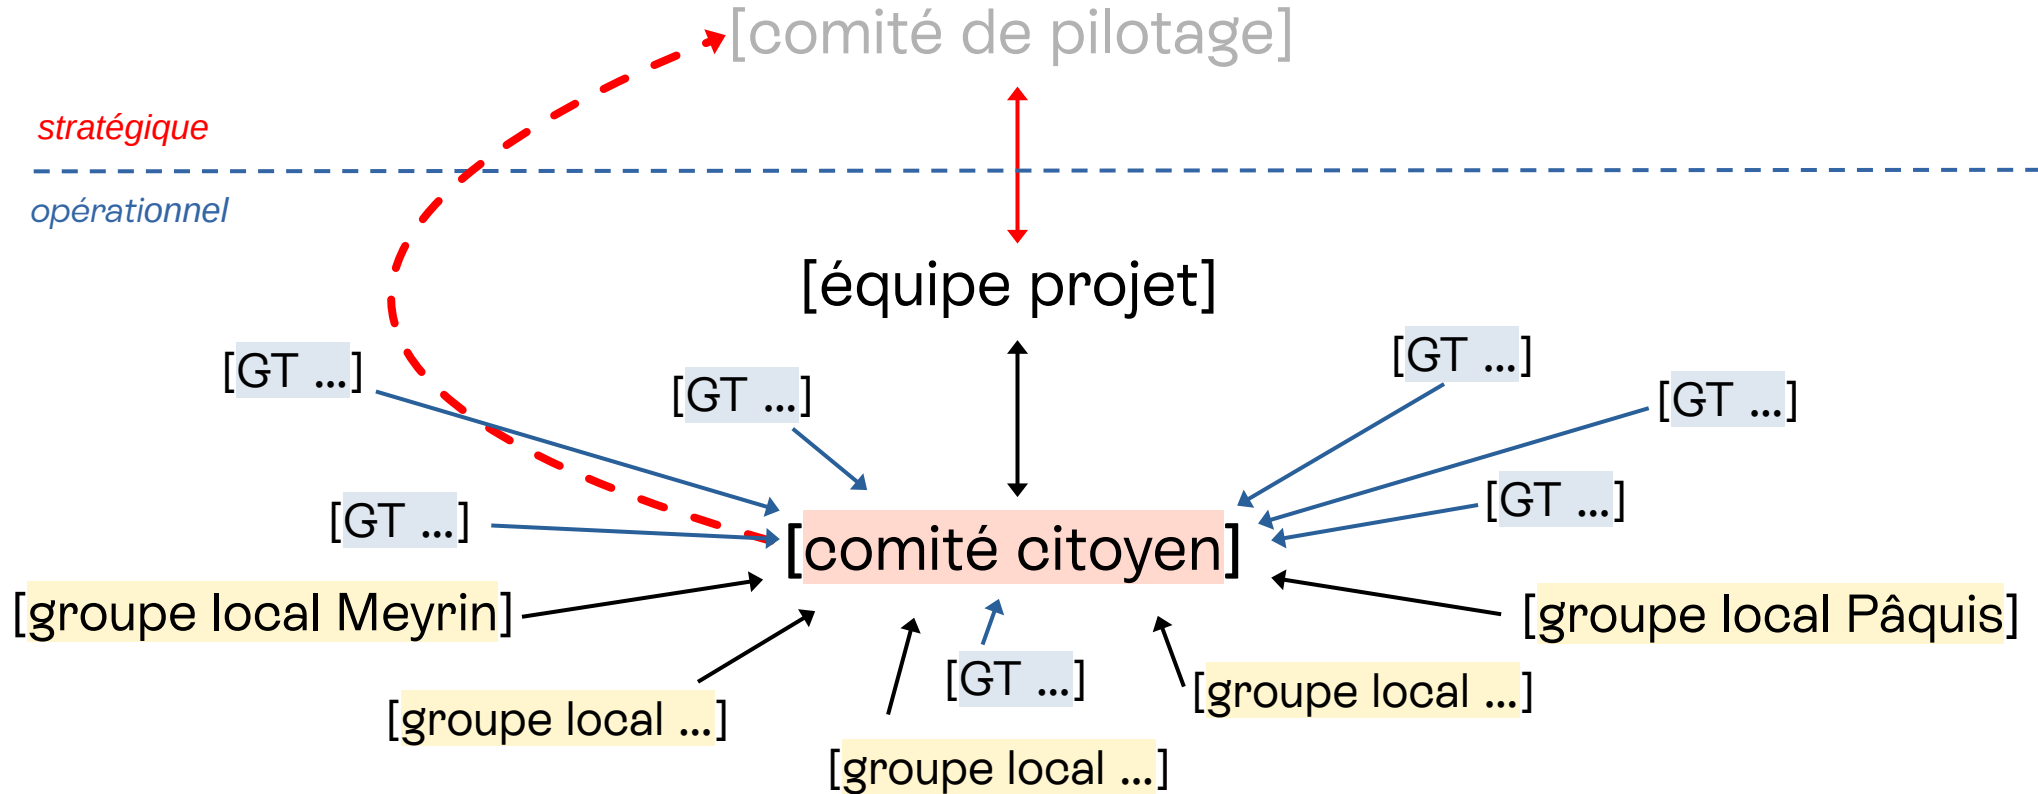 [comité de pilotage]
stratégique
opérationnel
[équipe projet]
[GT ...]
[GT ...]
[GT ...]
[GT ...]
[GT ...]
[GT ...]
[comité citoyen]
[groupe local Meyrin]
[groupe local Pâquis]
[GT ...]
[groupe local ...]
[groupe local ...]
[groupe local ...]